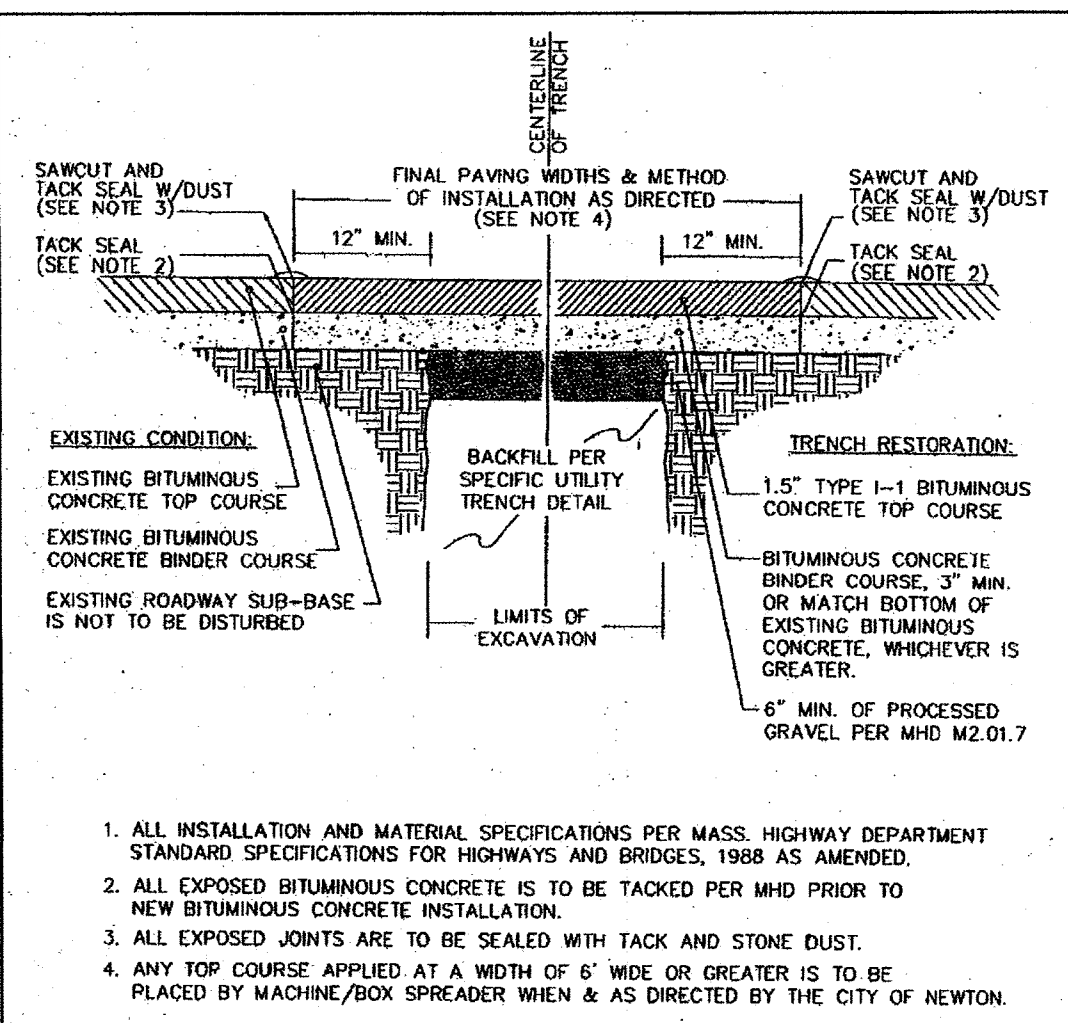 CENTERLINE
OF TRENCH
SAWCUT AND
TACK SEAL W/DUST
(SEE NOTE 3)
TACK SEAL
(SEE NOTE 2)
FINAL PAVING WIDTHS & METHOD
OF INSTALLATION AS DIRECTED
(SEE NOTE 4)
12" MIN.
12" MIN.
SAWCUT AND
TACK SEAL W/DUST
(SEE NOTE 3)
TACK SEAL
(SEE NOTE 2)
EXISTING CONDITION:
EXISTING BITUMINOUS
CONCRETE TOP COURSE
EXISTING BITUMINOUS
CONCRETE BINDER COURSE
EXISTING ROADWAY SUB-BASE
IS NOT TO BE DISTURBED
BACKFILL PER
SPECIFIC UTILITY
TRENCH DETAIL
LIMITS OF
EXCAVATION
TRENCH RESTORATION:
1.5" TYPE I-1 BITUMINOUS
CONCRETE TOP COURSE
BITUMINOUS CONCRETE
BINDER COURSE, 3" MIN.
OR MATCH BOTTOM OF
EXISTING BITUMINOUS
CONCRETE, WHICHEVER IS
GREATER.
6" MIN. OF PROCESSED
GRAVEL PER MHD M2.01.7
1. ALL INSTALLATION AND MATERIAL SPECIFICATIONS PER MASS. HIGHWAY DEPARTMENT
STANDARD SPECIFICATIONS FOR HIGHWAYS AND BRIDGES, 1988 AS AMENDED.
2. ALL EXPOSED BITUMINOUS CONCRETE IS TO BE TACKED PER MHD PRIOR TO
NEW BITUMINOUS CONCRETE INSTALLATION.
3. ALL EXPOSED JOINTS ARE TO BE SEALED WITH TACK AND STONE DUST.
4. ANY TOP COURSE APPLIED AT A WIDTH OF 6' WIDE OR GREATER IS TO BE
PLACED BY MACHINE/BOX SPREADER WHEN & AS DIRECTED BY THE CITY OF NEWTON.